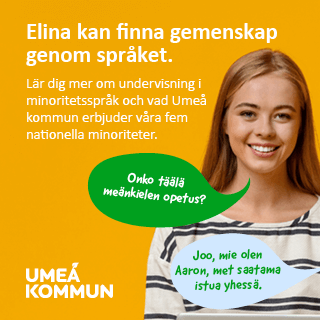 Elina kan finna gemenskap
genom språket.
Lär dig mer om undervisning i
minoritetsspråk och vad Umeå
kommun erbjuder våra fem
nationella minoriteter.
Onko täälä
meänkielen opetus?
Joo, mie olen
Aaron, met saatama
istua yhessä.
UMEÅ
KOMMUN